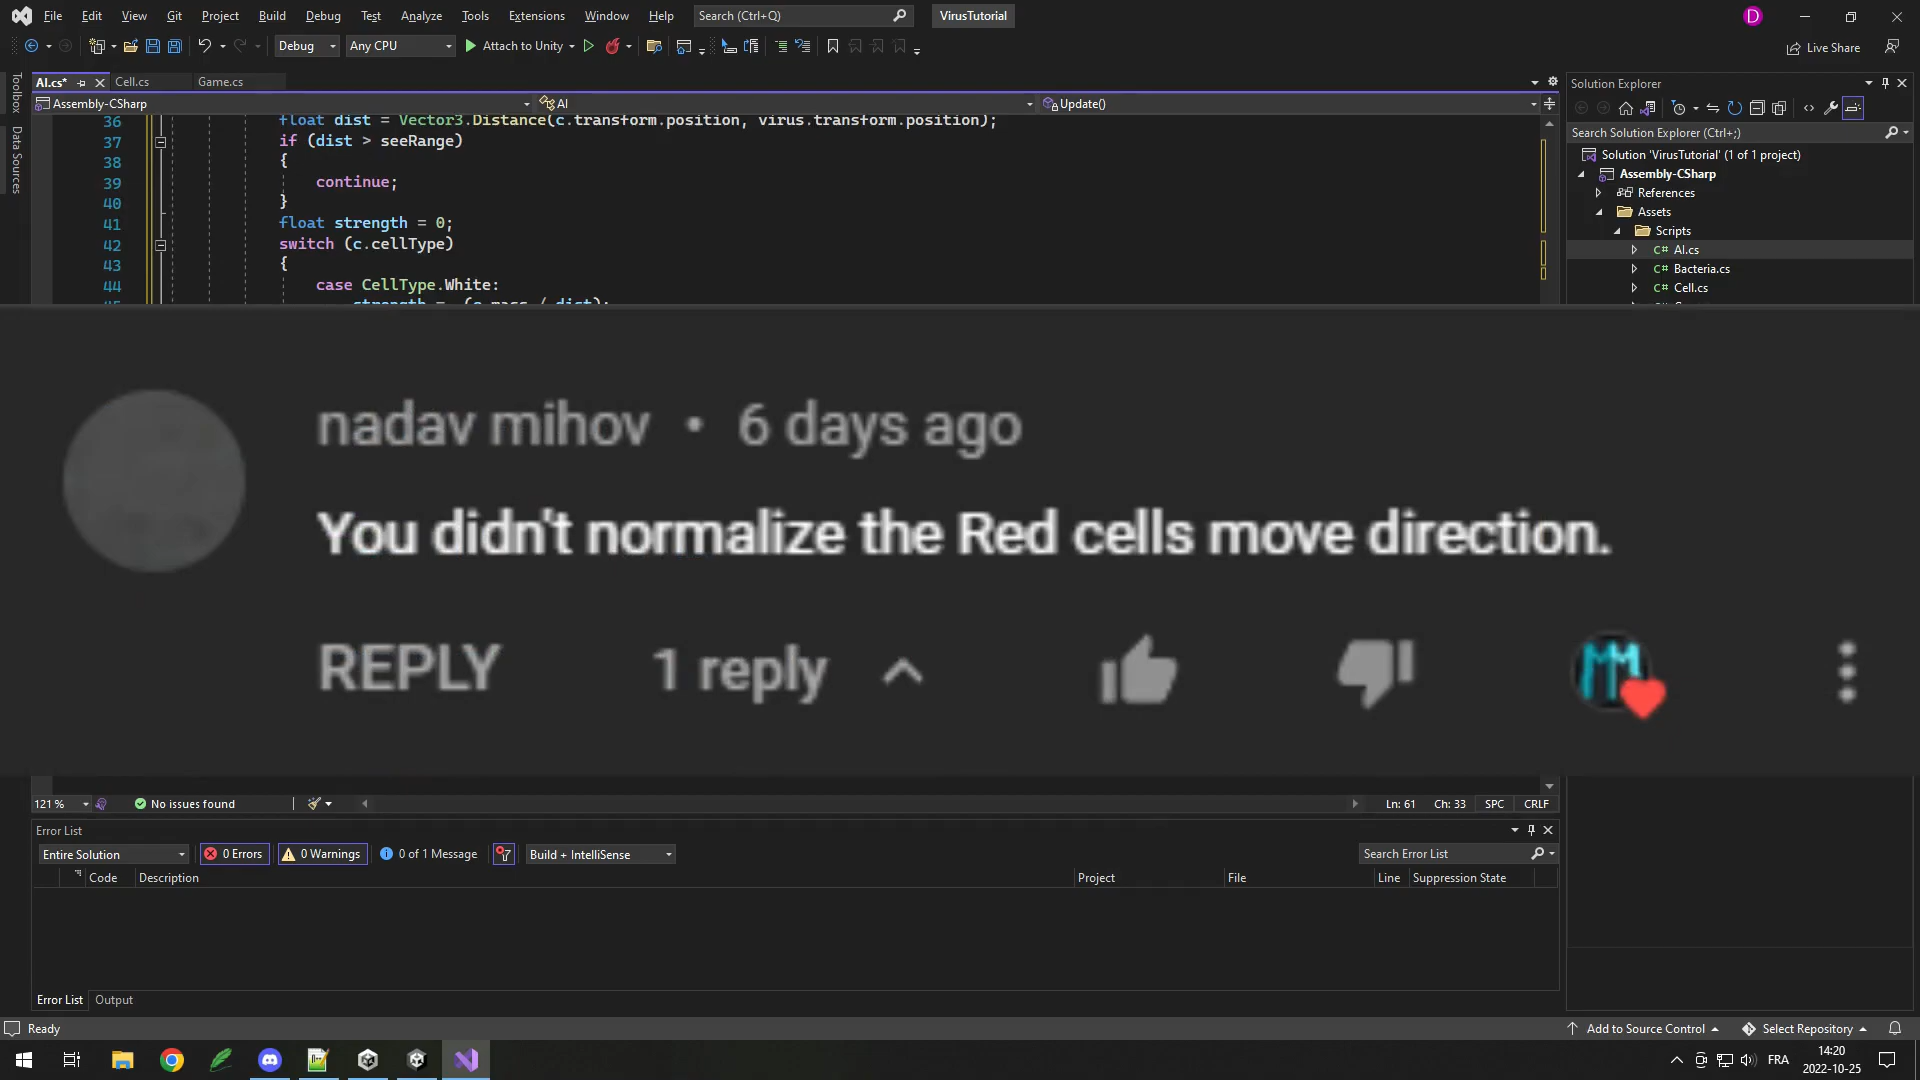 File Edit View Git Project Build Debug Test Analyze Tools Extensions Window Help Search (Ctrl+Q) VirusTutorial D
Debug Any CPU Attach to Unity Live Share
AI.cs* Cell.cs Game.cs
Assembly-CSharp AI Update()
Toolbox
Data Sources
36 float dist = Vector3.Distance(c.transform.position, virus.transform.position);
37 if (dist > seeRange)
38 {
39 continue;
40 }
41 float strength = 0;
42 switch (c.cellType)
43 {
44 case CellType.White:
Solution Explorer
Search Solution Explorer (Ctrl+;)
Solution 'VirusTutorial' (1 of 1 project)
Assembly-CSharp
References
Assets
Scripts
C# AI.cs
C# Bacteria.cs
C# Cell.cs
nadav mihov • 6 days ago
You didn't normalize the Red cells move direction.
REPLY 1 reply
121 % No issues found Ln: 61 Ch: 33 SPC CRLF
Error List
Entire Solution 0 Errors 0 Warnings 0 of 1 Message Build + IntelliSense Search Error List
Code Description Project File Line Suppression State
Error List Output
Ready Add to Source Control Select Repository
FRA 14:20
2022-10-25